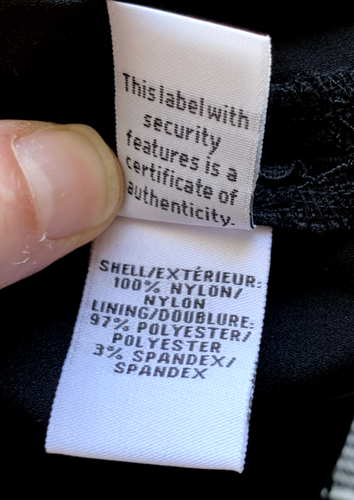 This label with
security
features is a
certificate of
authenticity.
SHELL/EXTÉRIEUR:
100% NYLON/
NYLON
LINING/DOUBLURE:
97% POLYESTER/
POLYESTER
3% SPANDEX/
SPANDEX